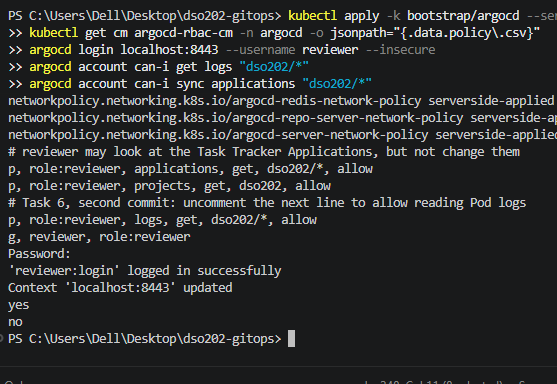 PS C:\Users\Dell\Desktop\dso202-gitops> kubectl apply -k bootstrap/argocd --ser
>> kubectl get cm argocd-rbac-cm -n argocd -o jsonpath="{.data.policy\.csv}"
>> argocd login localhost:8443 --username reviewer --insecure
>> argocd account can-i get logs "dso202/*"
>> argocd account can-i sync applications "dso202/*"
networkpolicy.networking.k8s.io/argocd-redis-network-policy serverside-applied
networkpolicy.networking.k8s.io/argocd-repo-server-network-policy serverside-ap
networkpolicy.networking.k8s.io/argocd-server-network-policy serverside-applied
# reviewer may look at the Task Tracker Applications, but not change them
p, role:reviewer, applications, get, dso202/*, allow
p, role:reviewer, projects, get, dso202, allow
# Task 6, second commit: uncomment the next line to allow reading Pod logs
p, role:reviewer, logs, get, dso202/*, allow
g, reviewer, role:reviewer
Password:
'reviewer:login' logged in successfully
Context 'localhost:8443' updated
yes
no
PS C:\Users\Dell\Desktop\dso202-gitops>